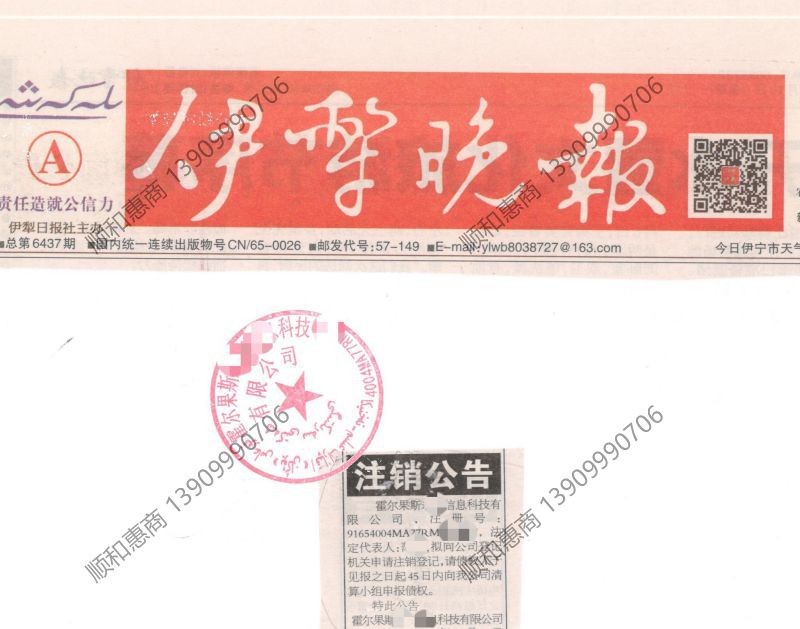 伊犁晚報
A
责任造就公信力
伊犁日报社主办
■总第6437期 ■国内统一连续出版物号CN/65-0026 ■邮发代号:57-149 ■E-mail:ylwb8038727@163.com
今日伊宁市天气
霍尔果斯
科技
有限公司
注销公告
霍尔果斯 信息科技有
限公司,注册号:
91654004MA77RM ,法
定代表人: 拟向公司登记
机关申请注销登记,请债权人于
见报之日起45日内向我公司清
算小组申报债权。
特此公告
霍尔果斯 息科技有限公司
顺和惠商 13909990706
顺和惠商 13909990706
顺和惠商 13909990706
顺和惠商 13909990706